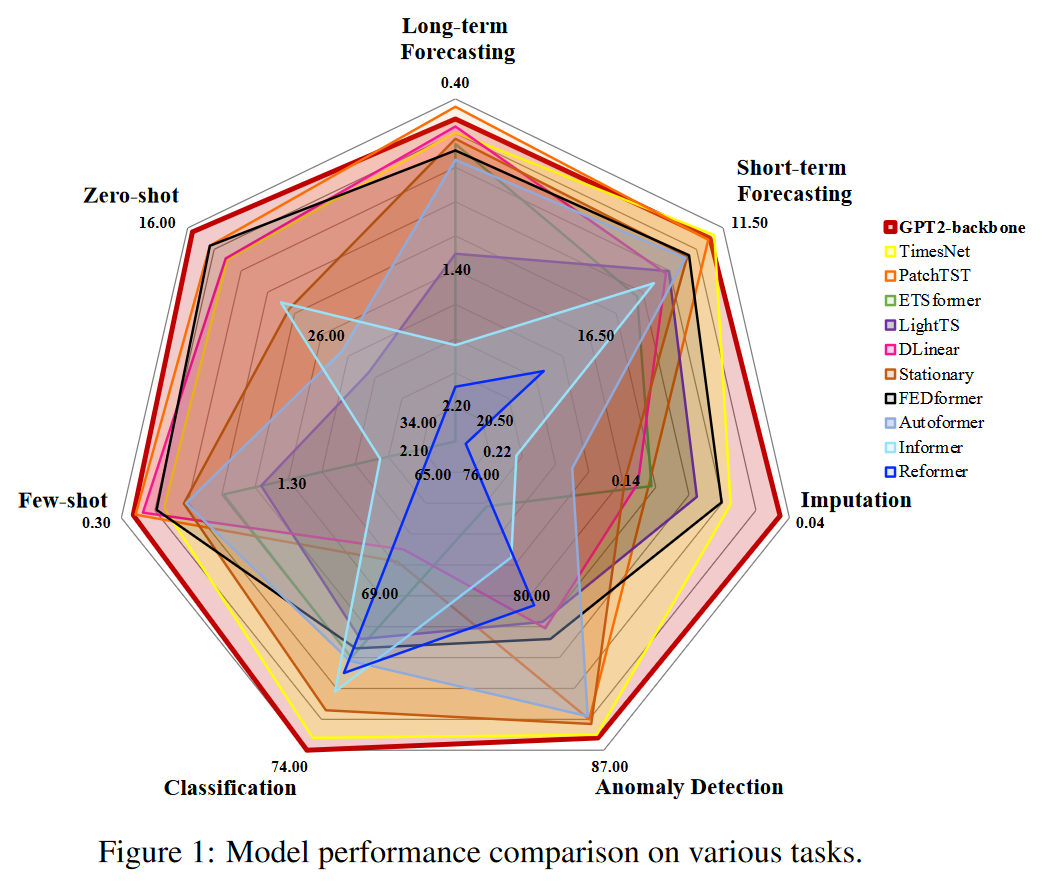 Long-term
Forecasting
0.40
Short-term
Forecasting
11.50
Zero-shot
16.00
GPT2-backbone
TimesNet
PatchTST
ETSformer
LightTS
DLinear
Stationary
FEDformer
Autoformer
Informer
Reformer
1.40
26.00
16.50
2.20
34.00
20.50
2.10
0.22
65.00
76.00
1.30
0.14
Few-shot
0.30
Imputation
0.04
69.00
80.00
74.00
87.00
Classification
Anomaly Detection
Figure 1: Model performance comparison on various tasks.